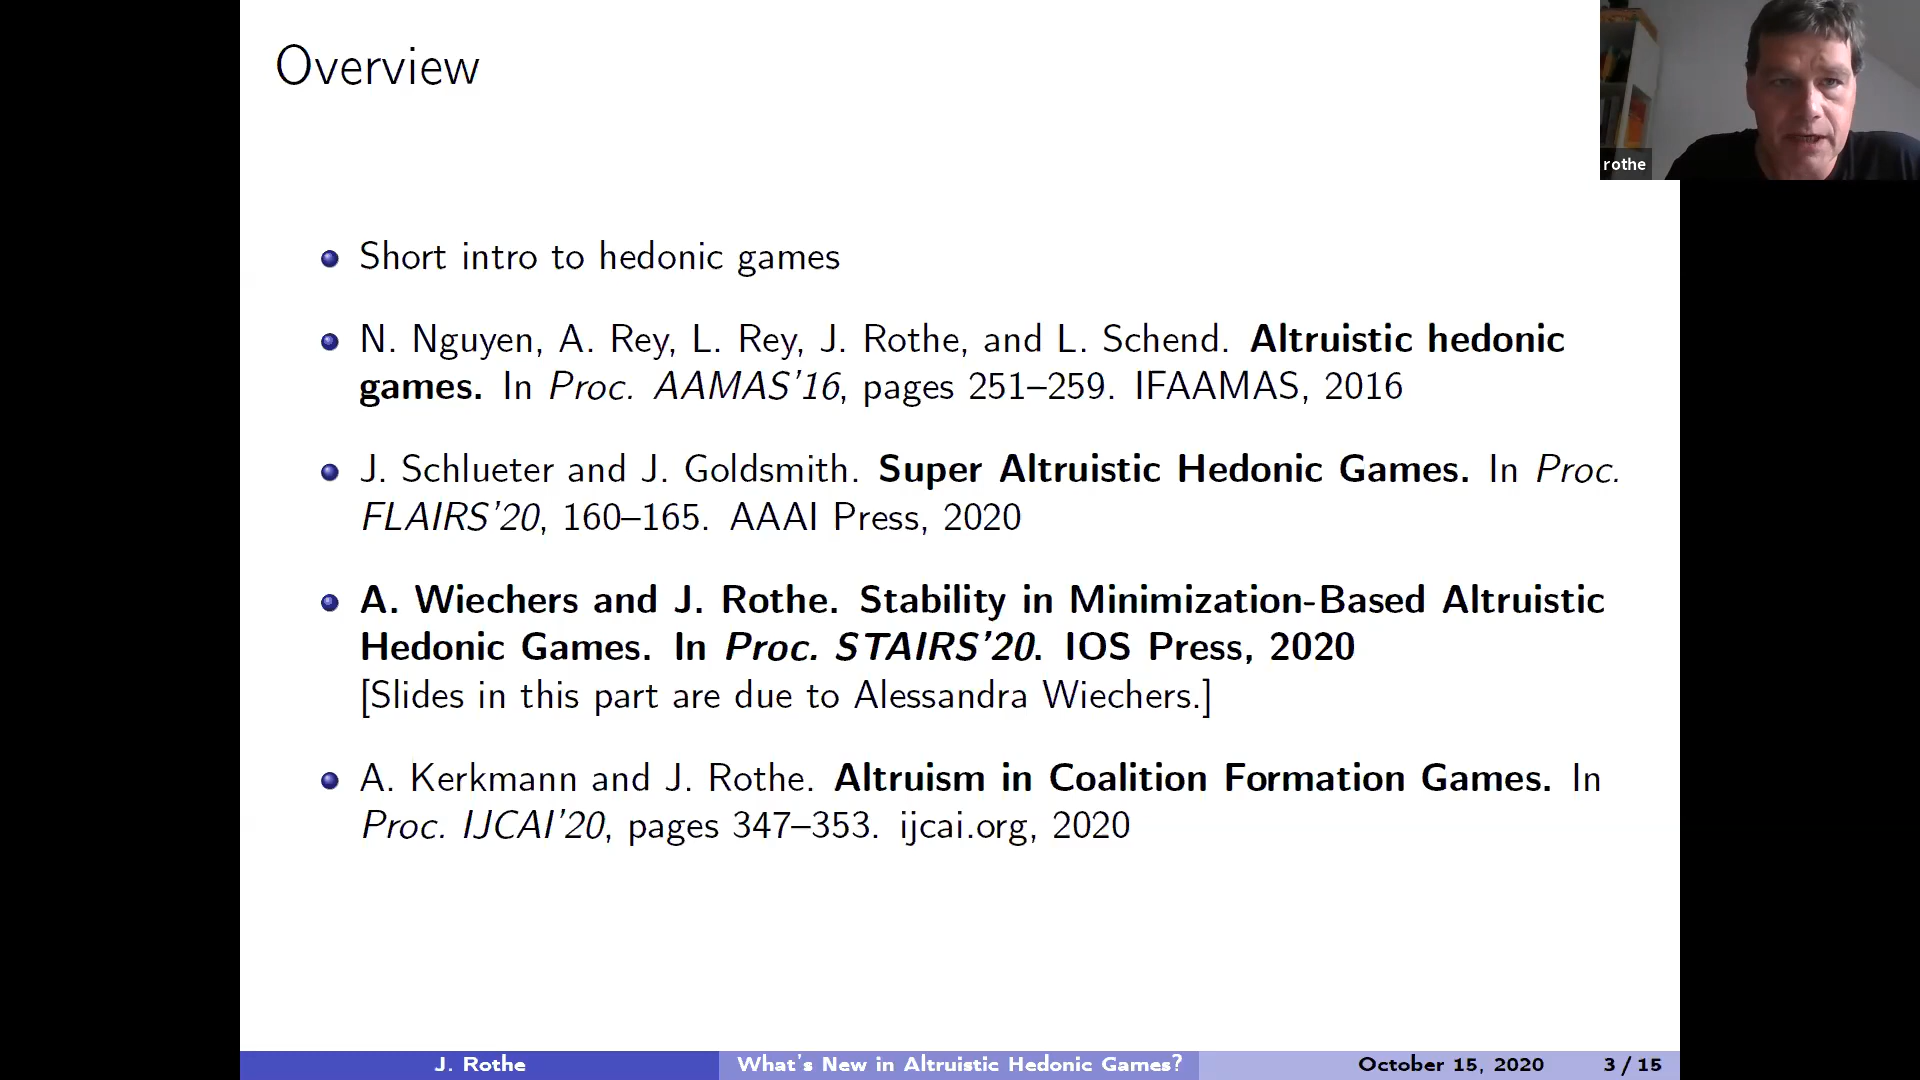 Overview
rothe
Short intro to hedonic games
N. Nguyen, A. Rey, L. Rey, J. Rothe, and L. Schend. Altruistic hedonic
games. In Proc. AAMAS'16, pages 251–259. IFAAMAS, 2016
J. Schlueter and J. Goldsmith. Super Altruistic Hedonic Games. In Proc.
FLAIRS'20, 160–165. AAAI Press, 2020
A. Wiechers and J. Rothe. Stability in Minimization-Based Altruistic
Hedonic Games. In Proc. STAIRS'20. IOS Press, 2020
[Slides in this part are due to Alessandra Wiechers.]
A. Kerkmann and J. Rothe. Altruism in Coalition Formation Games. In
Proc. IJCAI'20, pages 347–353. ijcai.org, 2020
J. Rothe What's New in Altruistic Hedonic Games? October 15, 2020 3 / 15